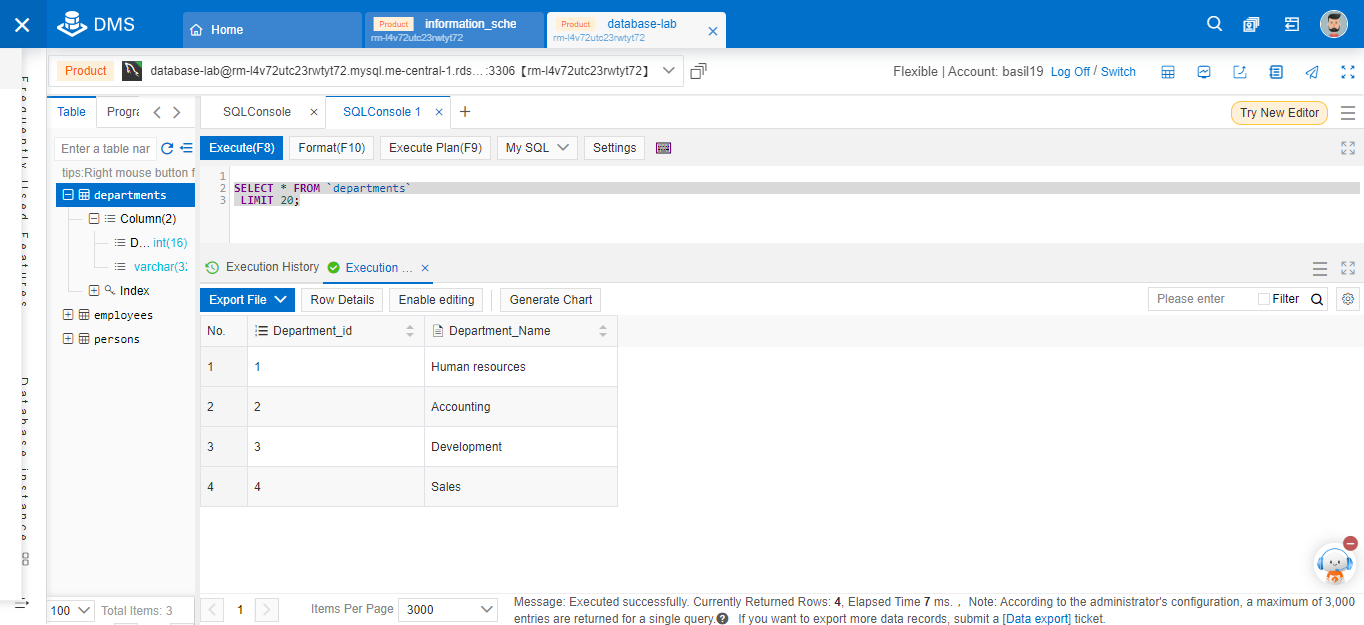 DMS
Home
Product information_sche
rm-l4v72utc23rwtyt72
Product database-lab
rm-l4v72utc23rwtyt72
Product database-lab@rm-l4v72utc23rwtyt72.mysql.me-central-1.rds... :3306【rm-l4v72utc23rwtyt72】
Flexible | Account: basil19 Log Off / Switch
Frequently Used Features
Database instance
Table Progra
SQLConsole SQLConsole 1
Try New Editor
Enter a table nar
Execute(F8) Format(F10) Execute Plan(F9) My SQL Settings
tips:Right mouse button f
departments
Column(2)
D... int(16)
varchar(32
Index
employees
persons
1
2 SELECT * FROM `departments`
3 LIMIT 20;
Execution History Execution ...
Export File Row Details Enable editing Generate Chart
Please enter Filter
No. Department_id Department_Name
1 1 Human resources
2 2 Accounting
3 3 Development
4 4 Sales
100 Total Items: 3
1 Items Per Page 3000
Message: Executed successfully. Currently Returned Rows: 4, Elapsed Time 7 ms. , Note: According to the administrator's configuration, a maximum of 3,000
entries are returned for a single query. If you want to export more data records, submit a [Data export] ticket.